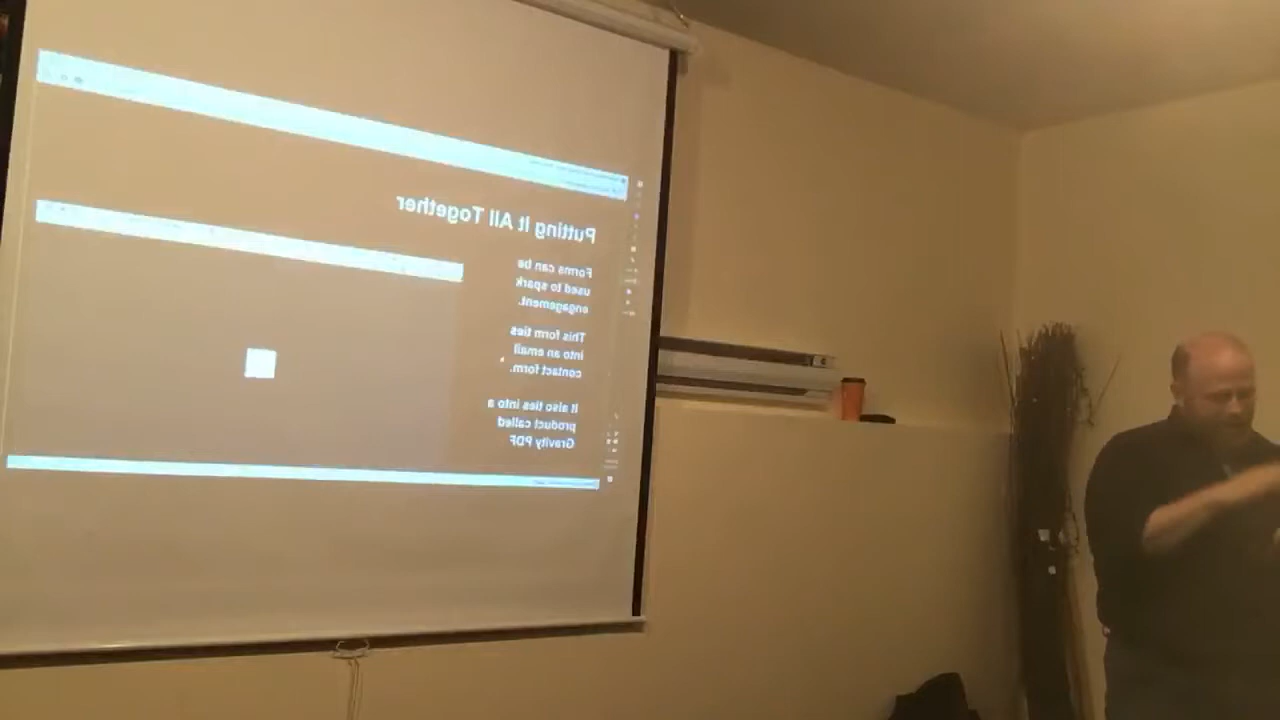 Putting It All Together
Forms can be
used to spark
engagement.
This form ties
into an email
contact form.
It also ties into a
product called
Gravity PDF